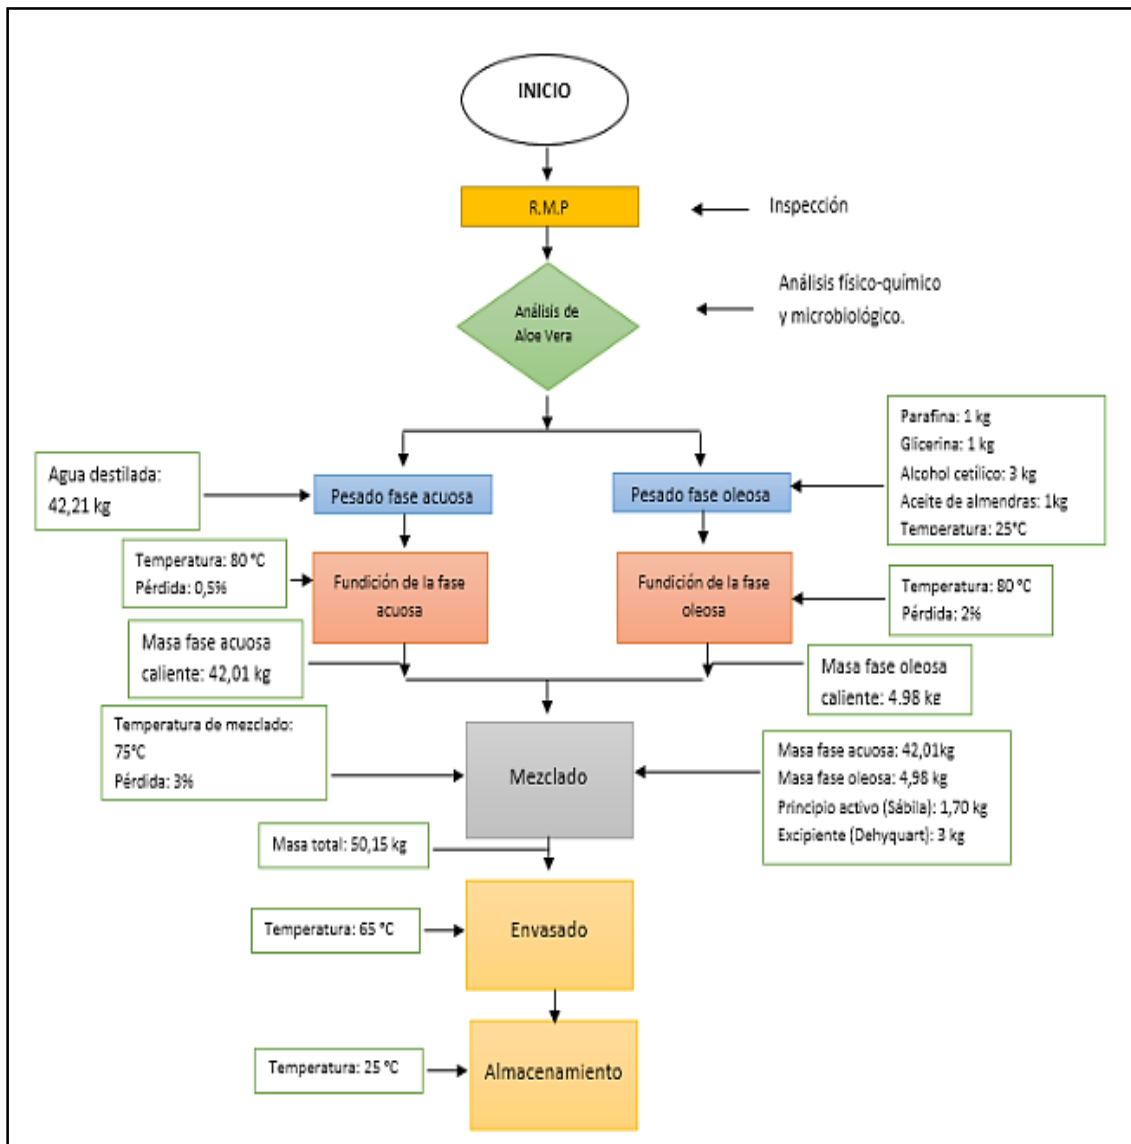 INICIO
R.M.P
Inspección
Análisis de
Aloe Vera
Análisis físico-químico
y microbiológico.
Agua destilada:
42,21 kg
Pesado fase acuosa
Pesado fase oleosa
Parafina: 1 kg
Glicerina: 1 kg
Alcohol cetílico: 3 kg
Aceite de almendras: 1kg
Temperatura: 25°C
Temperatura: 80 °C
Pérdida: 0,5%
Fundición de la fase
acuosa
Fundición de la fase
oleosa
Temperatura: 80 °C
Pérdida: 2%
Masa fase acuosa
caliente: 42,01 kg
Masa fase oleosa
caliente: 4.98 kg
Temperatura de mezclado:
75°C
Pérdida: 3%
Mezclado
Masa fase acuosa: 42,01kg
Masa fase oleosa: 4,98 kg
Principio activo (Sábila): 1,70 kg
Excipiente (Dehyquart): 3 kg
Masa total: 50,15 kg
Temperatura: 65 °C
Envasado
Temperatura: 25 °C
Almacenamiento